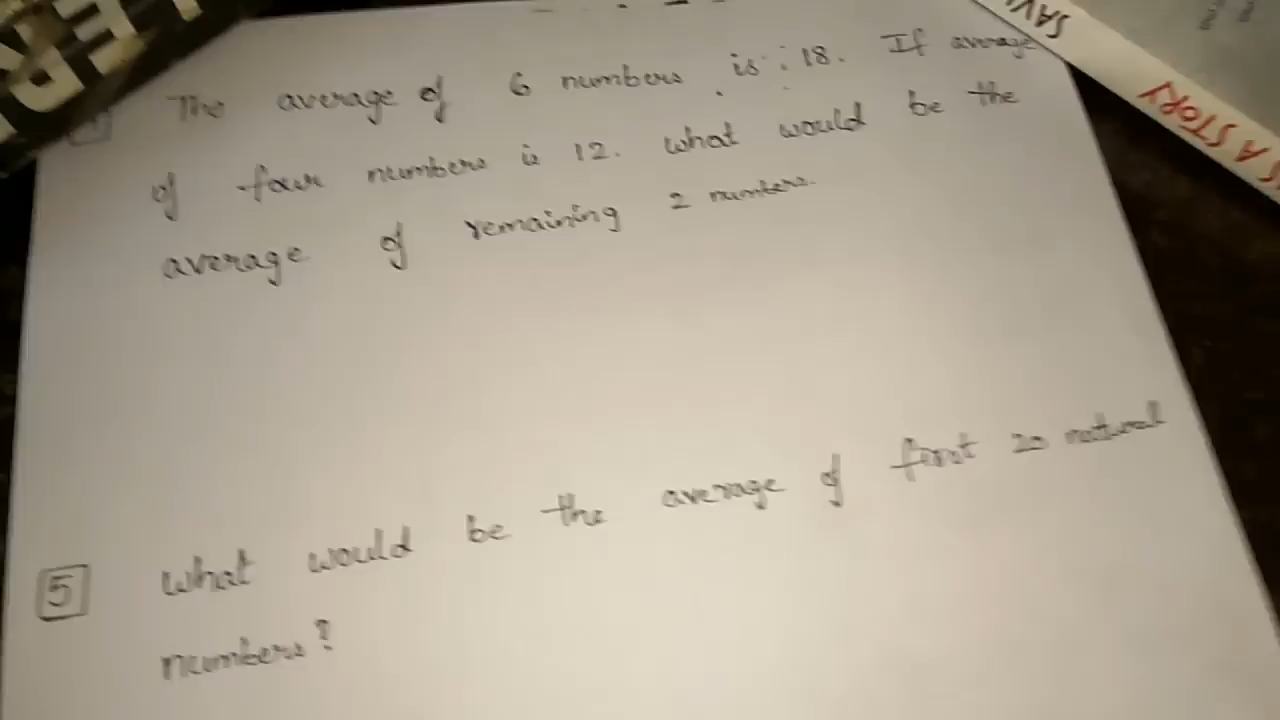 The average of 6 numbers is : 18. If average
of four numbers is 12. what would be the
average of remaining 2 numbers.
5 what would be the average of first 20 natural
numbers?
SAVI
A STORY